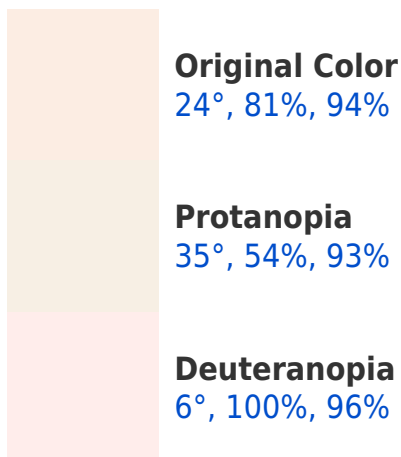 Original Color
24°, 81%, 94%
Protanopia
35°, 54%, 93%
Deuteranopia
6°, 100%, 96%